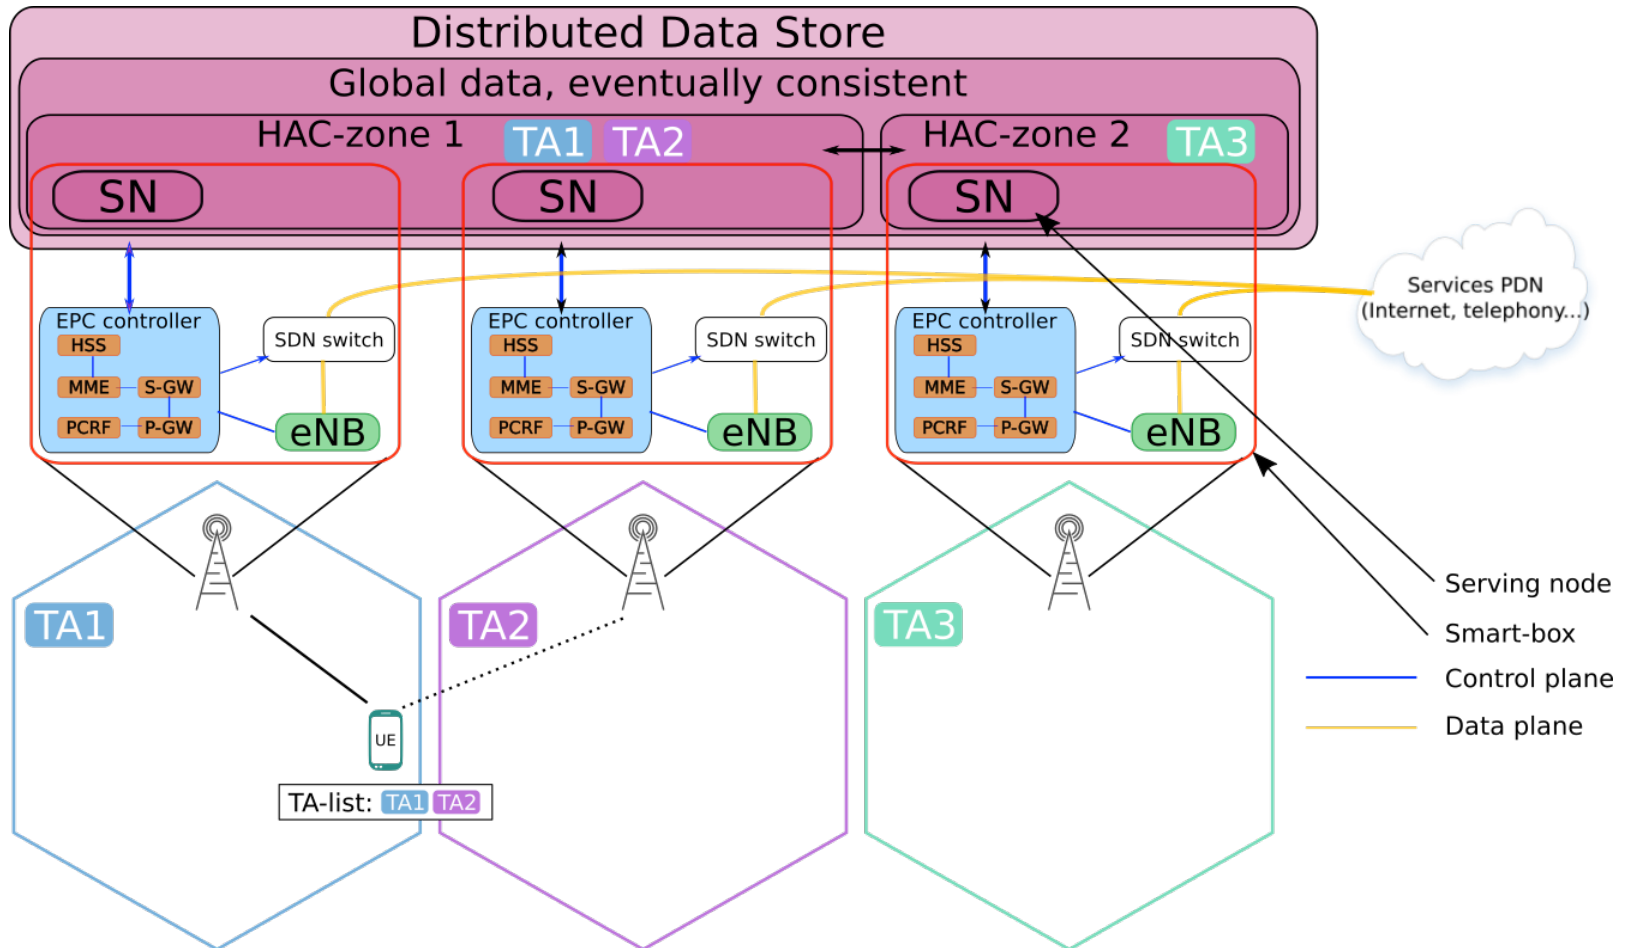 Distributed Data Store
Global data, eventually consistent
HAC-zone 1 TA1 TA2
HAC-zone 2 TA3
SN
SN
SN
Services PDN
(Internet, telephony...)
EPC controller
HSS
MME S-GW
PCRF P-GW
SDN switch
eNB
EPC controller
HSS
MME S-GW
PCRF P-GW
SDN switch
eNB
EPC controller
HSS
MME S-GW
PCRF P-GW
SDN switch
eNB
TA1
TA2
TA3
UE
TA-list: TA1 TA2
Serving node
Smart-box
Control plane
Data plane